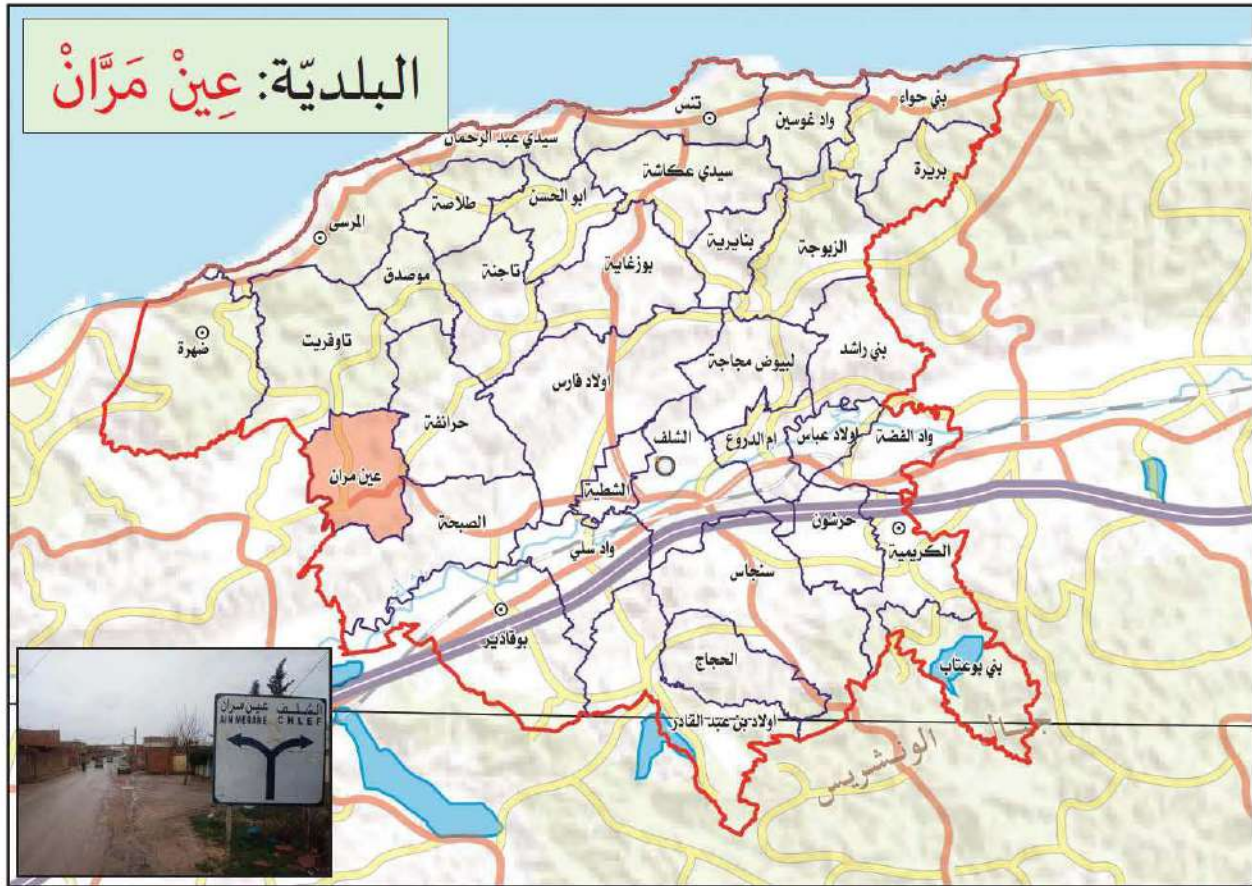 البلديّة: عِينْ مَرَّانْ
بني حواء
تنس
واد غوسين
سيدي عبد الرحمان
بريرة
سيدي عكاشة
ابو الحسن
طلاصة
المرسى
بنايرية
الزبوجة
بوزغاية
تاجنة
موصدق
تاوقريت
ضهرة
بني راشد
لبيوض مجاجة
اولاد فارس
حرانفة
الشلف
ام الدروع
اولاد عباس
واد الفضة
عين مران
الشطية
الصبحة
حرشون
الكريمية
واد سلي
سنجاس
بوقادير
الحجاج
بني بوعتاب
اولاد بن عبد القادر
جبال الونشريس
الشلف عين مران
AIN MERANE CHLEF